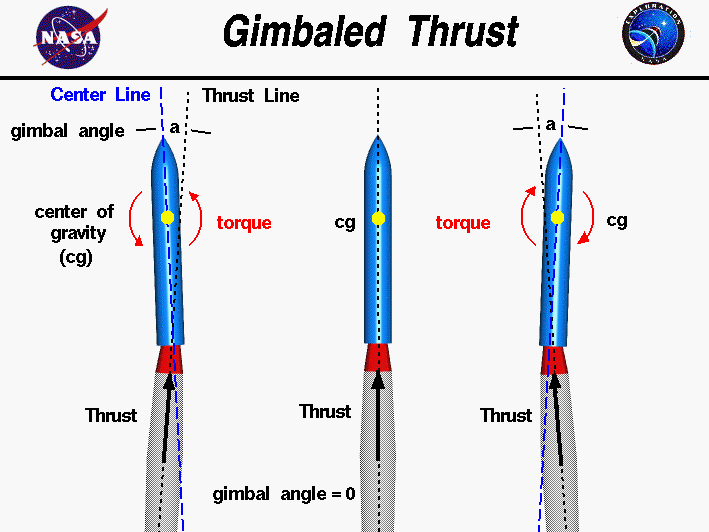 NASA
Gimbaled Thrust
EXPLORATION
NASA
Center Line
Thrust Line
gimbal angle
a
a
center of
gravity
(cg)
torque
cg
torque
cg
Thrust
Thrust
Thrust
gimbal angle = 0